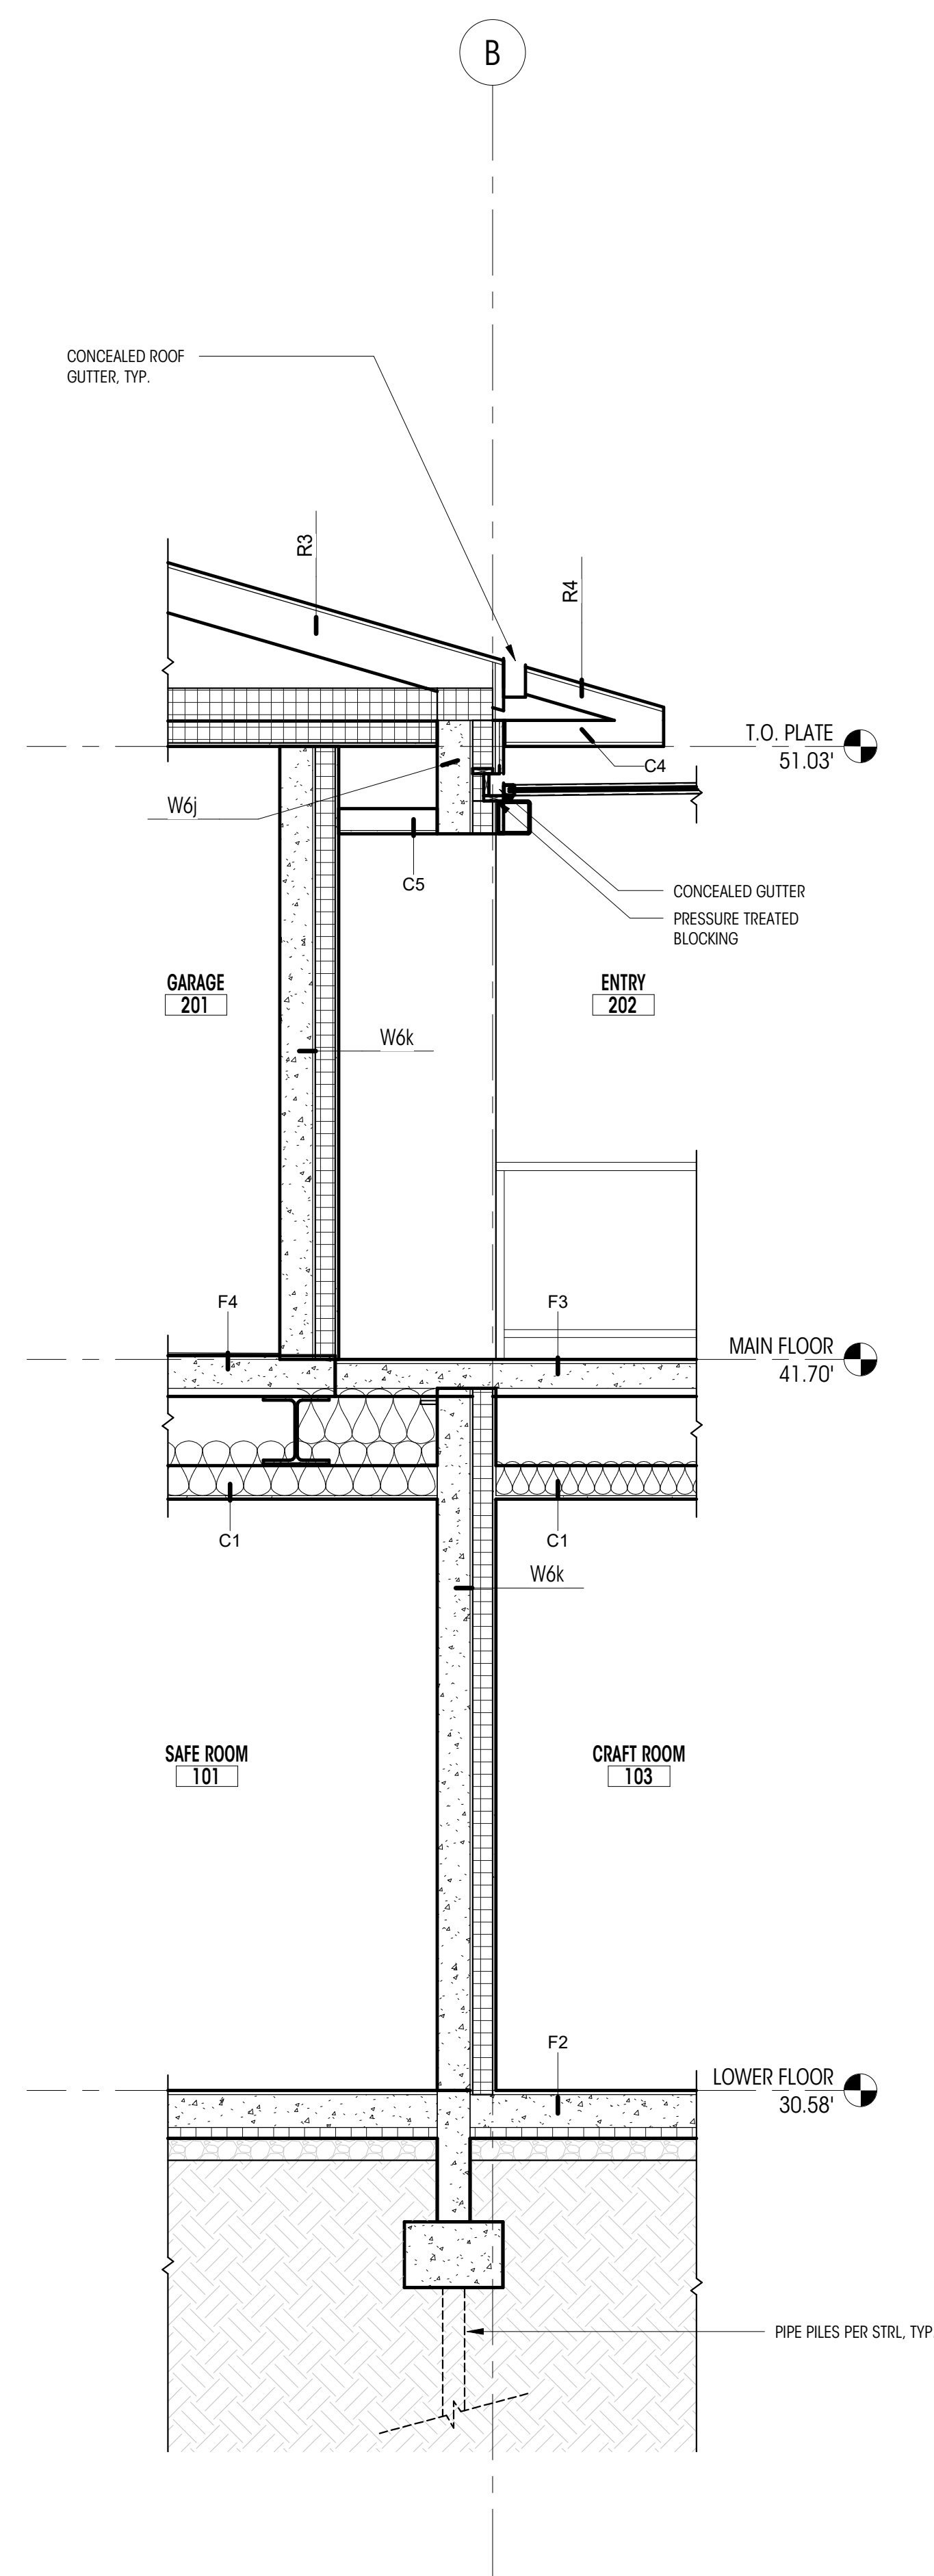 B
CONCEALED ROOF
GUTTER, TYP.
R3
R4
T.O. PLATE
51.03'
C4
W6j
C5
CONCEALED GUTTER
PRESSURE TREATED
BLOCKING
GARAGE
201
ENTRY
202
W6k
F4
F3
MAIN FLOOR
41.70'
C1
C1
W6k
SAFE ROOM
101
CRAFT ROOM
103
F2
LOWER FLOOR
30.58'
PIPE PILES PER STRL, TYP